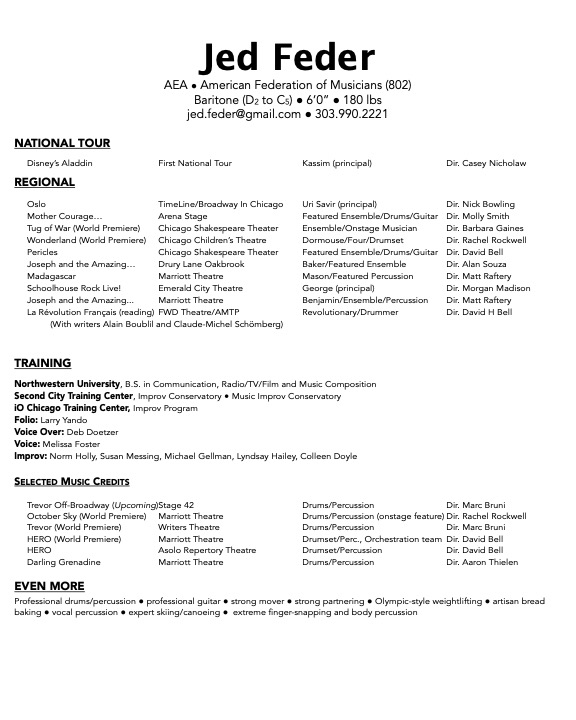 Jed Feder
AEA ● American Federation of Musicians (802)
Baritone (D2 to C5) ● 6’0” ● 180 lbs
jed.feder@gmail.com ● 303.990.2221
NATIONAL TOUR
Disney’s Aladdin First National Tour Kassim (principal) Dir. Casey Nicholaw
REGIONAL
Oslo TimeLine/Broadway In Chicago Uri Savir (principal) Dir. Nick Bowling
Mother Courage… Arena Stage Featured Ensemble/Drums/Guitar Dir. Molly Smith
Tug of War (World Premiere) Chicago Shakespeare Theater Ensemble/Onstage Musician Dir. Barbara Gaines
Wonderland (World Premiere) Chicago Children’s Theatre Dormouse/Four/Drumset Dir. Rachel Rockwell
Pericles Chicago Shakespeare Theater Featured Ensemble/Drums/Guitar Dir. David Bell
Joseph and the Amazing… Drury Lane Oakbrook Baker/Featured Ensemble Dir. Alan Souza
Madagascar Marriott Theatre Mason/Featured Percussion Dir. Matt Raftery
Schoolhouse Rock Live! Emerald City Theatre George (principal) Dir. Morgan Madison
Joseph and the Amazing... Marriott Theatre Benjamin/Ensemble/Percussion Dir. Matt Raftery
La Révolution Français (reading) FWD Theatre/AMTP Revolutionary/Drummer Dir. David H Bell
(With writers Alain Boublil and Claude-Michel Schömberg)
TRAINING
Northwestern University, B.S. in Communication, Radio/TV/Film and Music Composition
Second City Training Center, Improv Conservatory ● Music Improv Conservatory
iO Chicago Training Center, Improv Program
Folio: Larry Yando
Voice Over: Deb Doetzer
Voice: Melissa Foster
Improv: Norm Holly, Susan Messing, Michael Gellman, Lyndsay Hailey, Colleen Doyle
SELECTED MUSIC CREDITS
Trevor Off-Broadway (Upcoming) Stage 42 Drums/Percussion Dir. Marc Bruni
October Sky (World Premiere) Marriott Theatre Drums/Percussion (onstage feature) Dir. Rachel Rockwell
Trevor (World Premiere) Writers Theatre Drums/Percussion Dir. Marc Bruni
HERO (World Premiere) Marriott Theatre Drumset/Perc., Orchestration team Dir. David Bell
HERO Asolo Repertory Theatre Drumset/Percussion Dir. David Bell
Darling Grenadine Marriott Theatre Drums/Percussion Dir. Aaron Thielen
EVEN MORE
Professional drums/percussion ● professional guitar ● strong mover ● strong partnering ● Olympic-style weightlifting ● artisan bread
baking ● vocal percussion ● expert skiing/canoeing ● extreme finger-snapping and body percussion